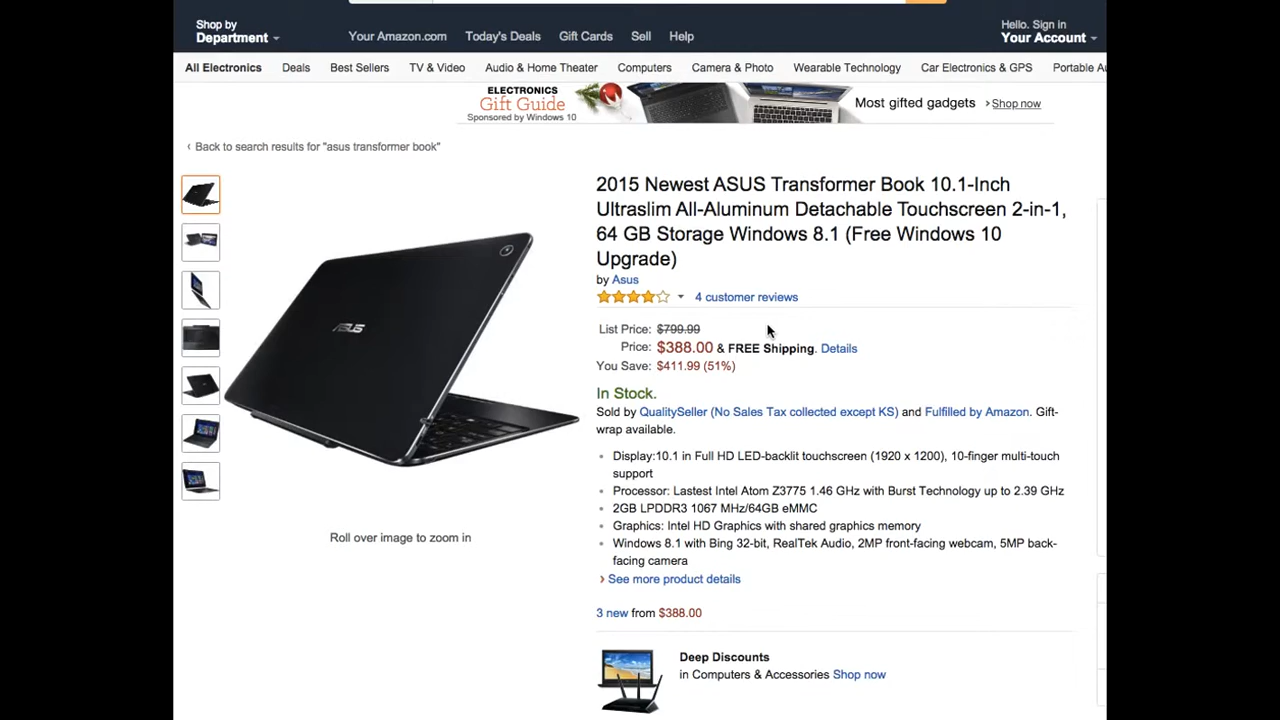 Shop by
Department
Your Amazon.com Today's Deals Gift Cards Sell Help
Hello. Sign in
Your Account
All Electronics Deals Best Sellers TV & Video Audio & Home Theater Computers Camera & Photo Wearable Technology Car Electronics & GPS Portable Au
ELECTRONICS
Gift Guide
Sponsored by Windows 10
Most gifted gadgets › Shop now
‹ Back to search results for "asus transformer book"
2015 Newest ASUS Transformer Book 10.1-Inch
Ultraslim All-Aluminum Detachable Touchscreen 2-in-1,
64 GB Storage Windows 8.1 (Free Windows 10
Upgrade)
by Asus
4 customer reviews
List Price: $799.99
Price: $388.00 & FREE Shipping. Details
You Save: $411.99 (51%)
In Stock.
Sold by QualitySeller (No Sales Tax collected except KS) and Fulfilled by Amazon. Gift-
wrap available.
• Display:10.1 in Full HD LED-backlit touchscreen (1920 x 1200), 10-finger multi-touch
support
• Processor: Lastest Intel Atom Z3775 1.46 GHz with Burst Technology up to 2.39 GHz
• 2GB LPDDR3 1067 MHz/64GB eMMC
• Graphics: Intel HD Graphics with shared graphics memory
• Windows 8.1 with Bing 32-bit, RealTek Audio, 2MP front-facing webcam, 5MP back-
facing camera
› See more product details
3 new from $388.00
Deep Discounts
in Computers & Accessories Shop now
ASUS
Roll over image to zoom in